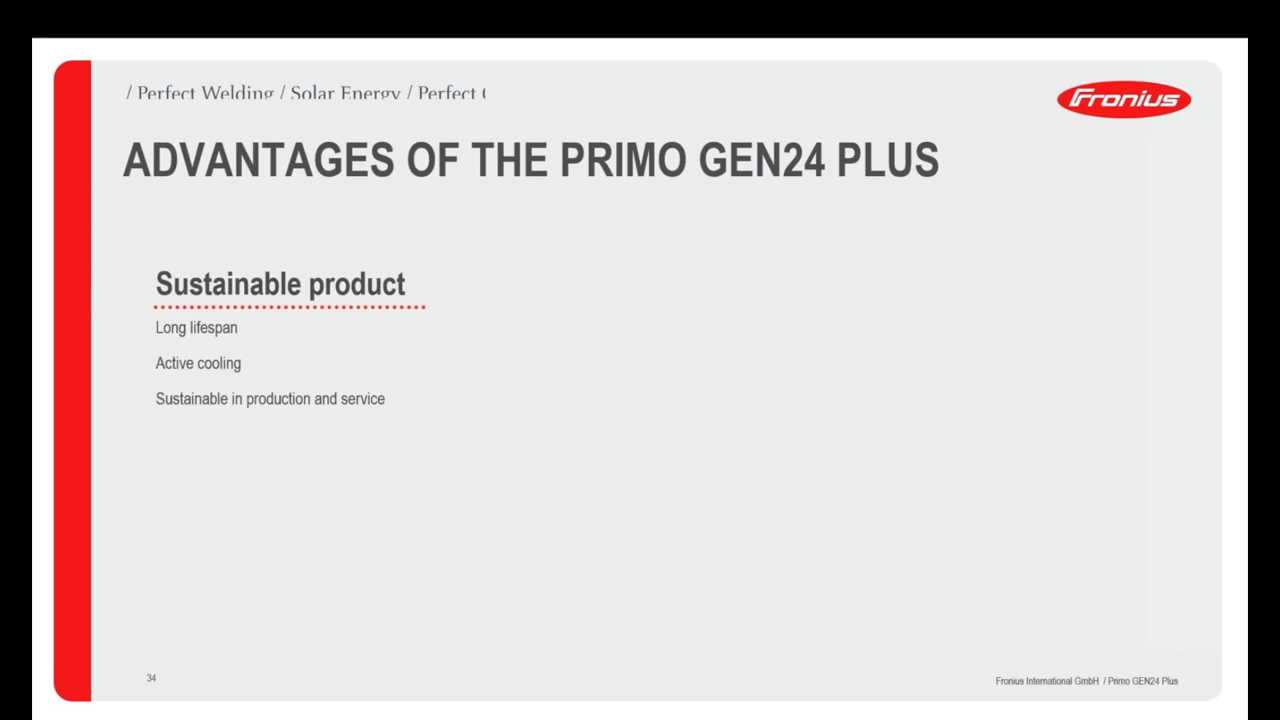 / Perfect Welding / Solar Energy / Perfect
Fronius
ADVANTAGES OF THE PRIMO GEN24 PLUS
Sustainable product
Long lifespan
Active cooling
Sustainable in production and service
34
Fronius International GmbH / Primo GEN24 Plus